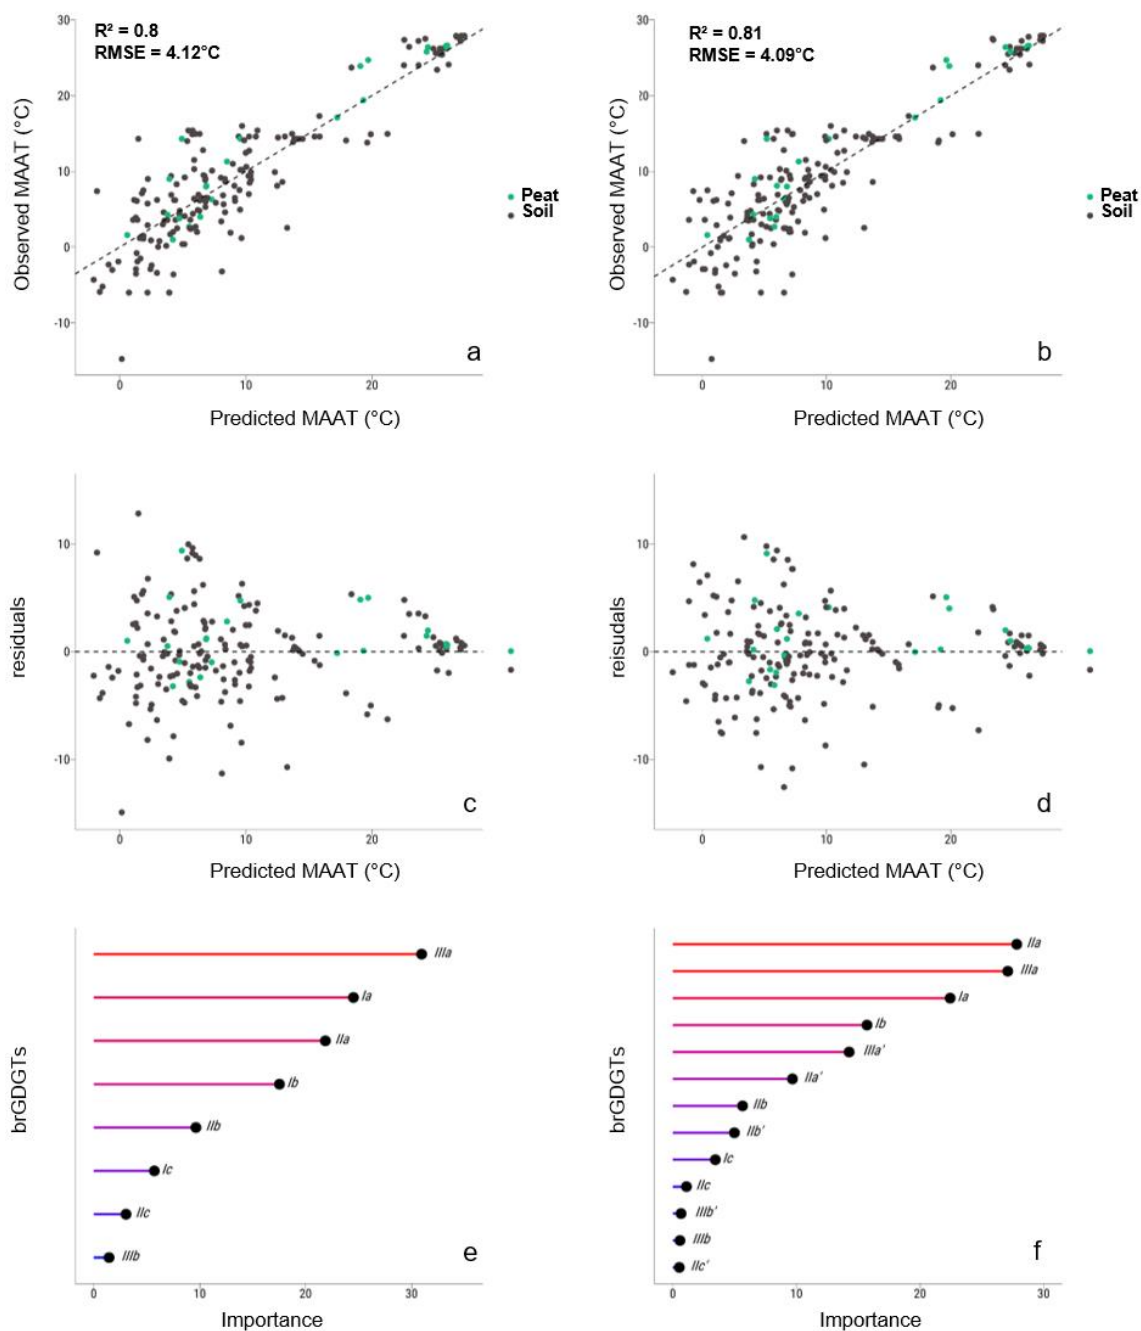 R² = 0.8
RMSE = 4.12°C
30
20
10
0
-10
Observed MAAT (°C)
Peat
Soil
a
0 10 20
Predicted MAAT (°C)
R² = 0.81
RMSE = 4.09°C
30
20
10
0
-10
Observed MAAT (°C)
Peat
Soil
b
0 10 20
Predicted MAAT (°C)
10
0
-10
residuals
c
0 10 20
Predicted MAAT (°C)
10
0
-10
reisudals
d
0 10 20
Predicted MAAT (°C)
brGDGTs
IIIa
Ia
IIa
Ib
IIb
Ic
IIc
IIIb
e
0 10 20 30
Importance
brGDGTs
IIa
IIIa
Ia
Ib
IIIa'
IIa'
IIb
IIb'
Ic
IIc
IIIb'
IIIb
IIc'
f
0 10 20 30
Importance